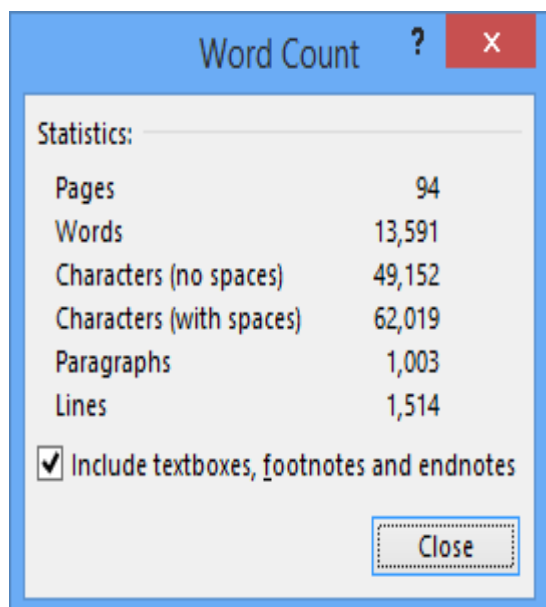 Word Count ? x
Statistics:
Pages 94
Words 13,591
Characters (no spaces) 49,152
Characters (with spaces) 62,019
Paragraphs 1,003
Lines 1,514
Include textboxes, footnotes and endnotes
Close